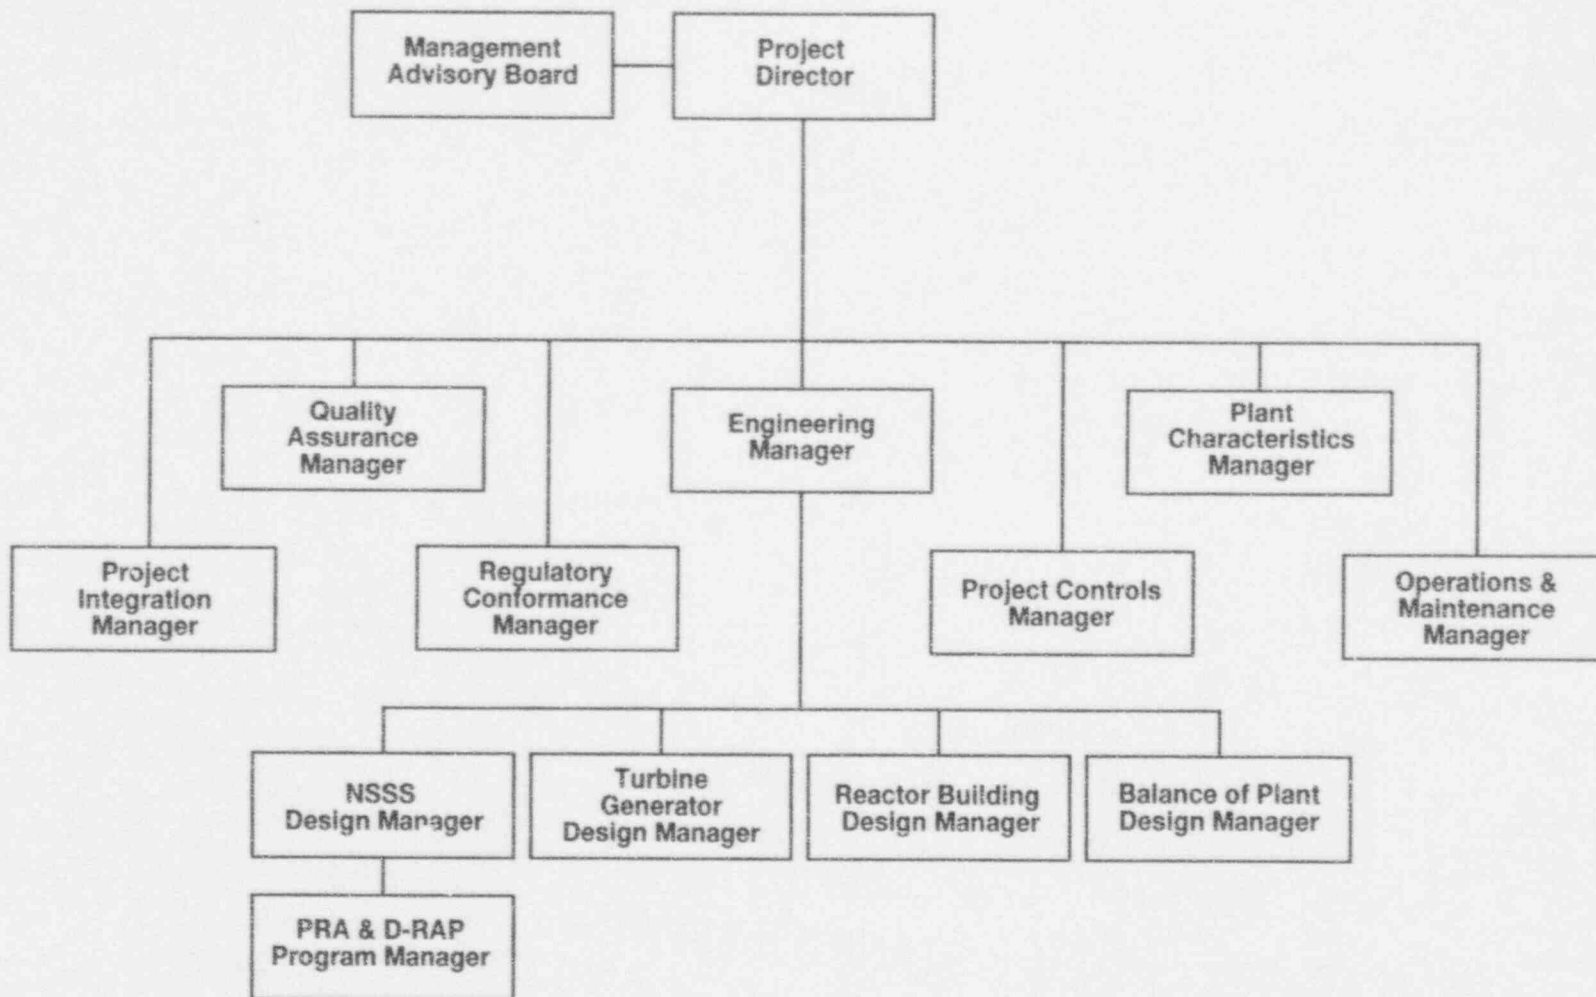 Management
Advisory Board
Project
Director
Quality
Assurance
Manager
Engineering
Manager
Plant
Characteristics
Manager
Project
Integration
Manager
Regulatory
Conformance
Manager
Project Controls
Manager
Operations &
Maintenance
Manager
NSSS
Design Manager
Turbine
Generator
Design Manager
Reactor Building
Design Manager
Balance of Plant
Design Manager
PRA & D-RAP
Program Manager